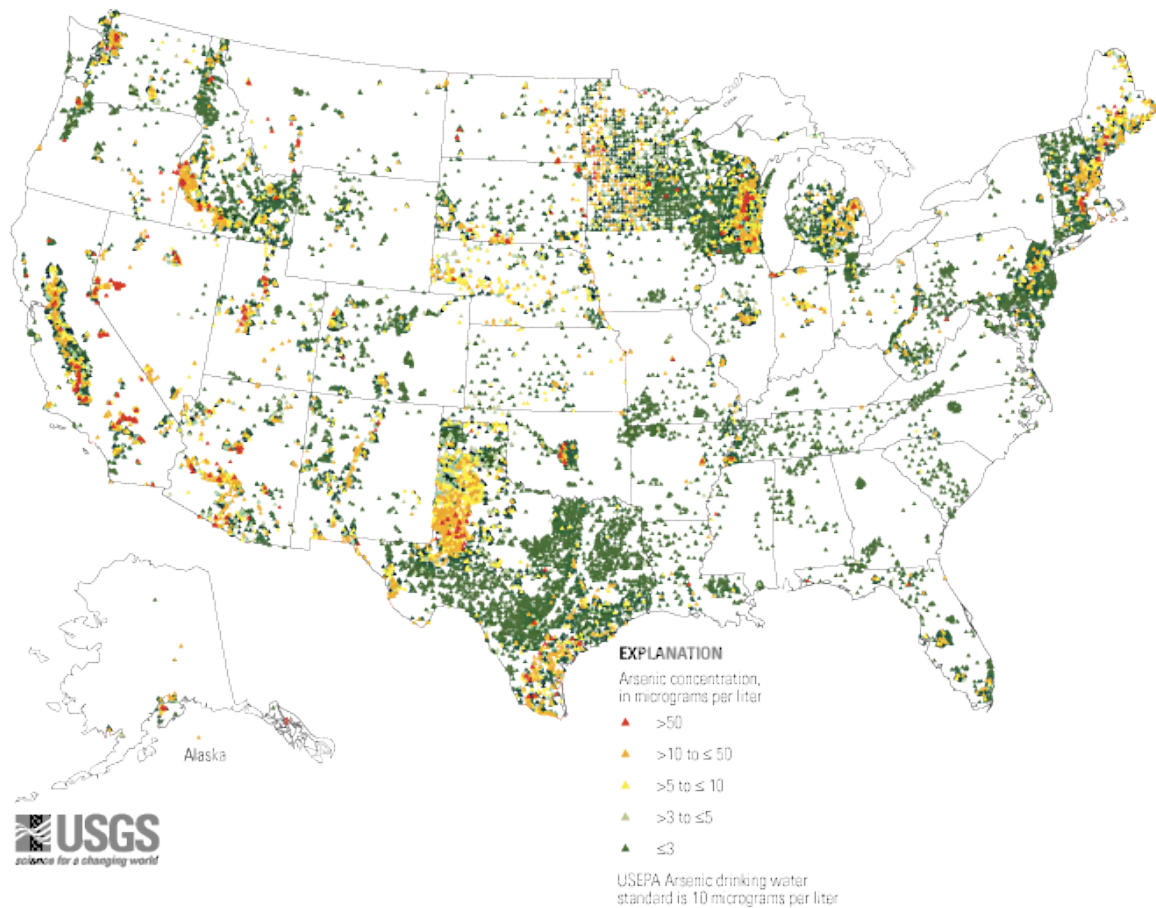 EXPLANATION
Arsenic concentration,
in micrograms per liter
>50
>10 to ≤ 50
>5 to ≤ 10
>3 to ≤5
≤3
USEPA Arsenic drinking water
standard is 10 micrograms per liter
Alaska
USGS
science for a changing world